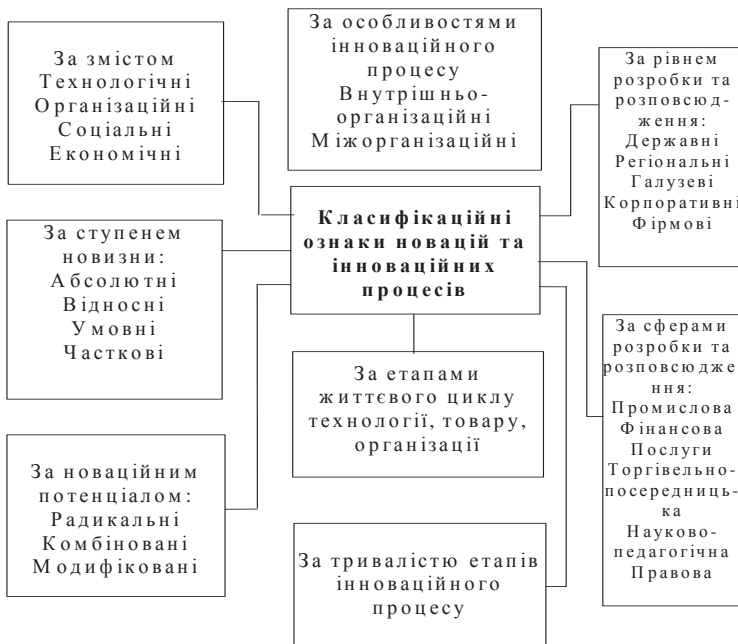 За змістом
Технологічні
Організаційні
Соціальні
Економічні
За особливостями
інноваційного
процесу
Внутрішньо-
організаційні
Міжорганізаційні
За рівнем
розробки та
розповсюд-
ження:
Державні
Регіональні
Галузеві
Корпоративні
Фірмові
Класифікаційні
ознаки новацій та
інноваційних
процесів
За ступенем
новизни:
Абсолютні
Відносні
Умовні
Часткові
За сферами
розробки та
розповсюдже
ння:
Промислова
Фінансова
Послуги
Торгівельно-
посередниць-
ка
Науково-
педагогічна
Правова
За етапами
життєвого циклу
технології, товару,
організації
За новаційним
потенціалом:
Радикальні
Комбіновані
Модифіковані
За тривалістю етапів
інноваційного
процесу